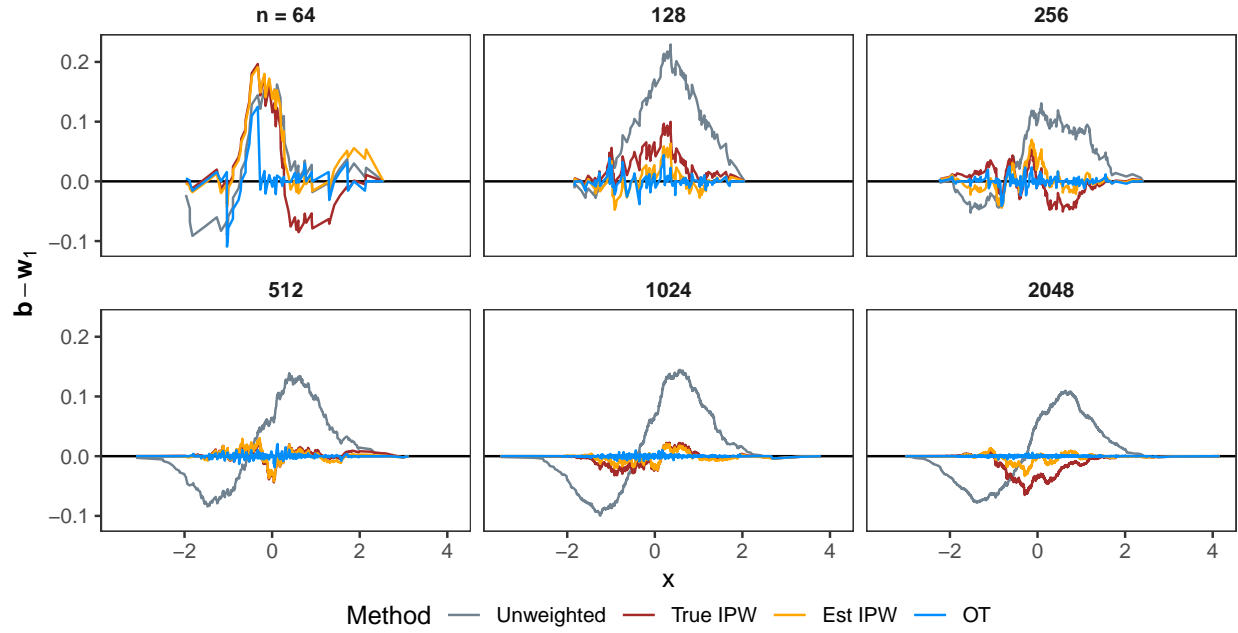 n = 64 128 256
0.2
0.1
0.0
−0.1
512 1024 2048
0.2
0.1
0.0
−0.1
b − w₁
−2 0 2 4 −2 0 2 4 −2 0 2 4
x
Method Unweighted True IPW Est IPW OT